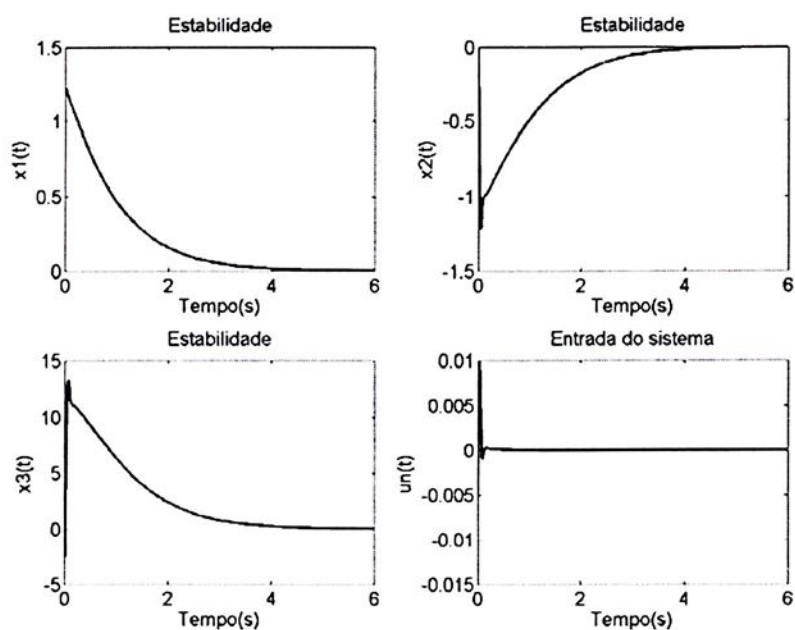 Estabilidade
1.5
1
0.5
0
x1(t)
0 2 4 6
Tempo(s)
Estabilidade
0
-0.5
-1
-1.5
x2(t)
0 2 4 6
Tempo(s)
Estabilidade
15
10
5
0
-5
x3(t)
0 2 4 6
Tempo(s)
Entrada do sistema
0.01
0.005
0
-0.005
-0.01
-0.015
un(t)
0 2 4 6
Tempo(s)